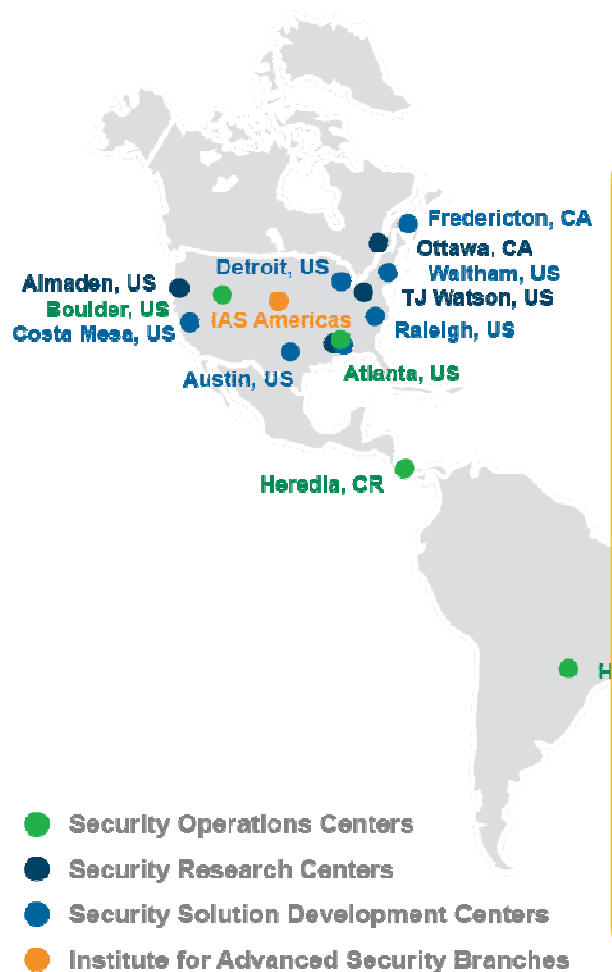 Fredericton, CA
Ottawa, CA
Detroit, US
Waltham, US
Almaden, US
TJ Watson, US
Boulder, US
IAS Americas
Costa Mesa, US
Raleigh, US
Austin, US
Atlanta, US
Heredia, CR
H
Security Operations Centers
Security Research Centers
Security Solution Development Centers
Institute for Advanced Security Branches